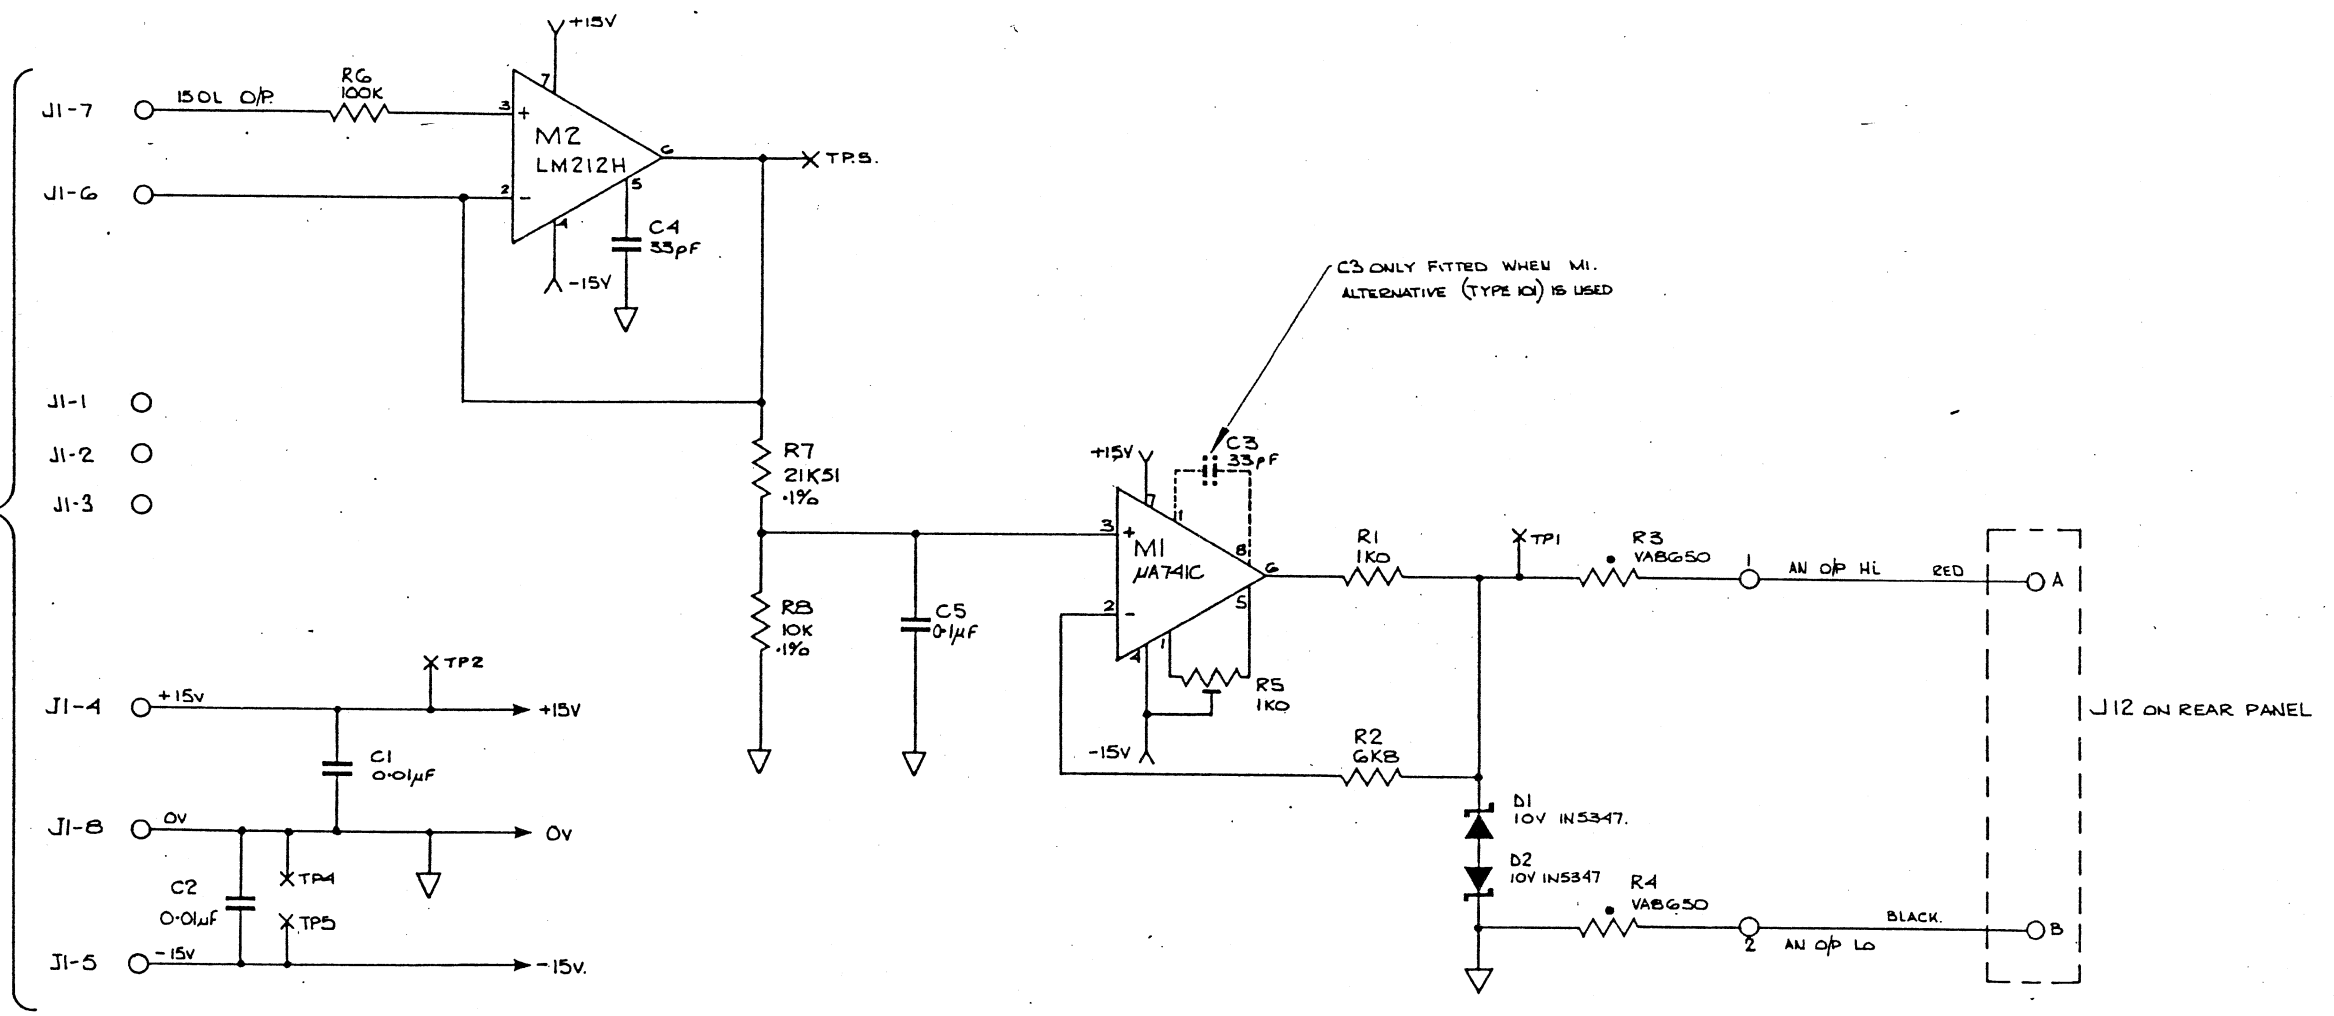 +15V
J1-7
ISOL O/P.
R6
100K
3
+
7
M2
LM212H
6
TP.S.
J1-6
2
-
5
4
C4
33pF
-15V
C3 ONLY FITTED WHEN M1.
ALTERNATIVE (TYPE 101) IS USED
J1-1
J1-2
J1-3
R7
21K51
.1%
+15V
C3
33pF
7
1
8
3
+
M1
µA741C
6
2
-
5
4
1
R1
1K0
TP1
R3
VA8650
1
AN O/P Hi
RED
A
R8
10K
.1%
C5
0.1µF
R5
1K0
-15V
R2
6K8
J12 ON REAR PANEL
J1-4
+15V
TP2
+15V
C1
0.01µF
J1-8
0V
0V
D1
10V 1N5347.
D2
10V 1N5347
C2
0.01µF
TP4
TP5
R4
VA8650
2
AN O/P LO
BLACK.
B
J1-5
-15V
-15V.